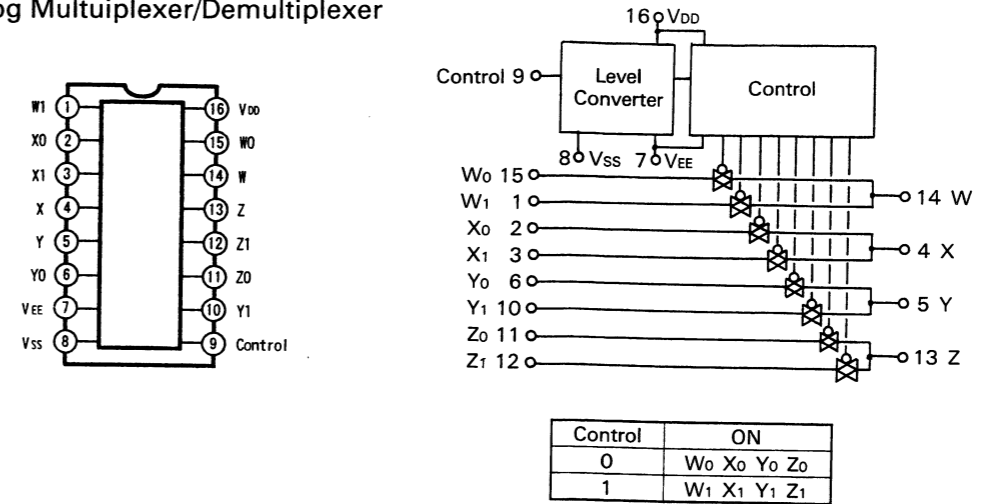 og Multuiplexer/Demultiplexer
W1 1
X0 2
X1 3
X 4
Y 5
Y0 6
VEE 7
VSS 8
16 VDD
15 W0
14 W
13 Z
12 Z1
11 Z0
10 Y1
9 Control
16 VDD
Control 9
Level
Converter
Control
8 VSS 7 VEE
W0 15
W1 1
X0 2
X1 3
Y0 6
Y1 10
Z0 11
Z1 12
14 W
4 X
5 Y
13 Z
Control ON
0 W0 X0 Y0 Z0
1 W1 X1 Y1 Z1